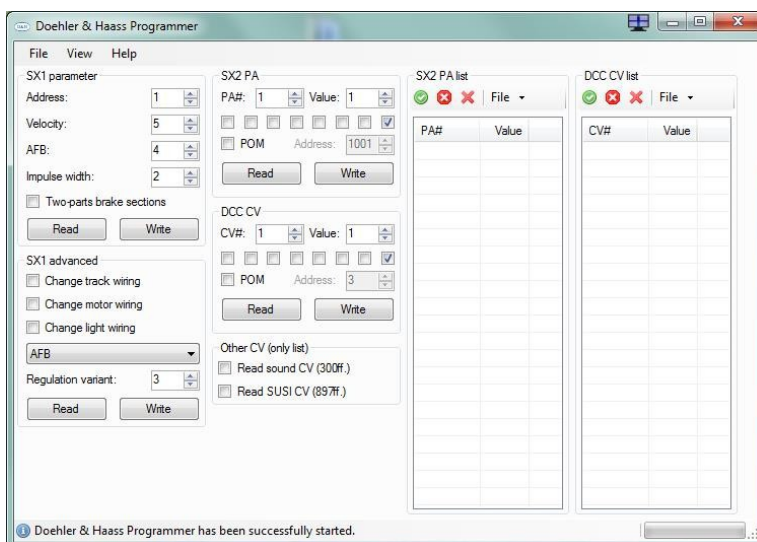 Doehler & Haass Programmer
File View Help
SX1 parameter
Address: 1
Velocity: 5
AFB: 4
Impulse width: 2
Two-parts brake sections
Read Write
SX1 advanced
Change track wiring
Change motor wiring
Change light wiring
AFB
Regulation variant: 3
Read Write
SX2 PA
PA#: 1 Value: 1
POM Address: 1001
Read Write
DCC CV
CV#: 1 Value: 1
POM Address: 3
Read Write
Other CV (only list)
Read sound CV (300ff.)
Read SUSI CV (897ff.)
SX2 PA list
File
PA# Value
DCC CV list
File
CV# Value
Doehler & Haass Programmer has been successfully started.